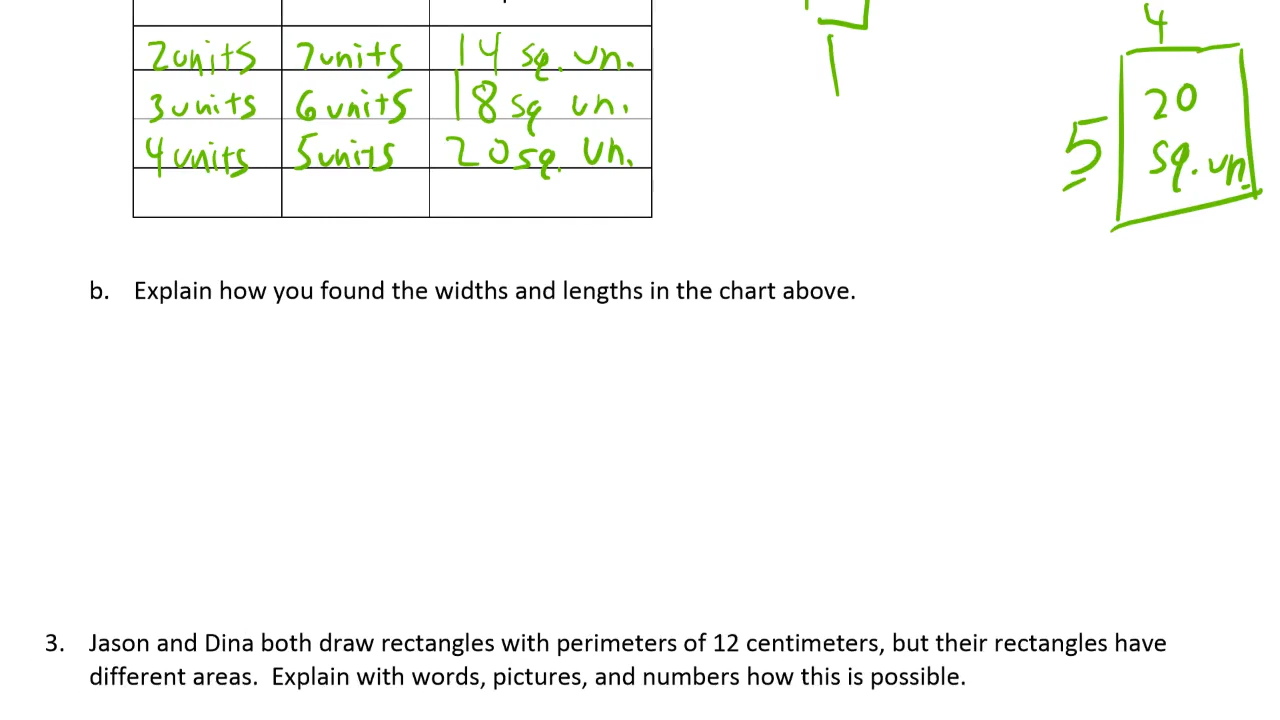 2units 7units 14 sq. un.
3units 6units 18 sq un.
4units 5units 20 sq. un.
4
5
20
sq. un.
b. Explain how you found the widths and lengths in the chart above.
3. Jason and Dina both draw rectangles with perimeters of 12 centimeters, but their rectangles have
different areas. Explain with words, pictures, and numbers how this is possible.